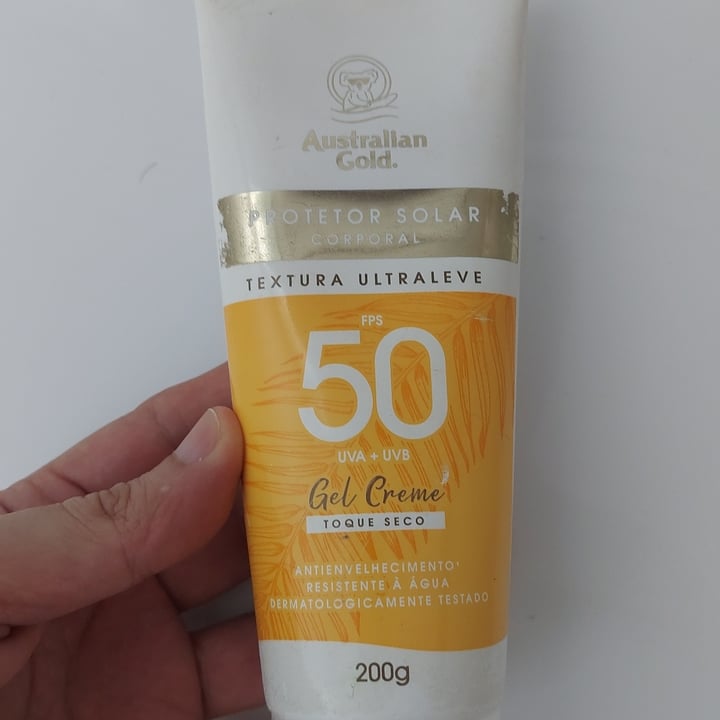 Australian
Gold.
PROTETOR SOLAR
CORPORAL
TEXTURA ULTRALEVE
FPS
50
UVA + UVB
Gel Creme
TOQUE SECO
ANTIENVELHECIMENTO¹
RESISTENTE À ÁGUA
DERMATOLOGICAMENTE TESTADO
200g